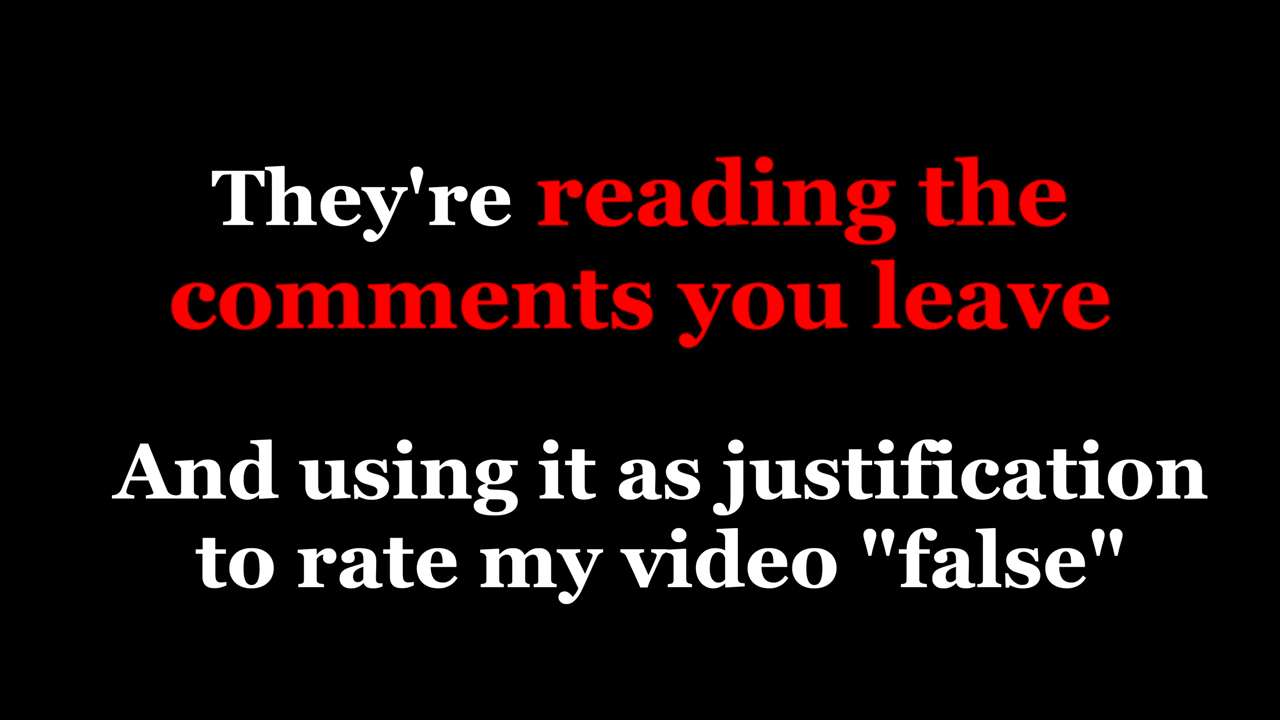 They're reading the
comments you leave
And using it as justification
to rate my video "false"